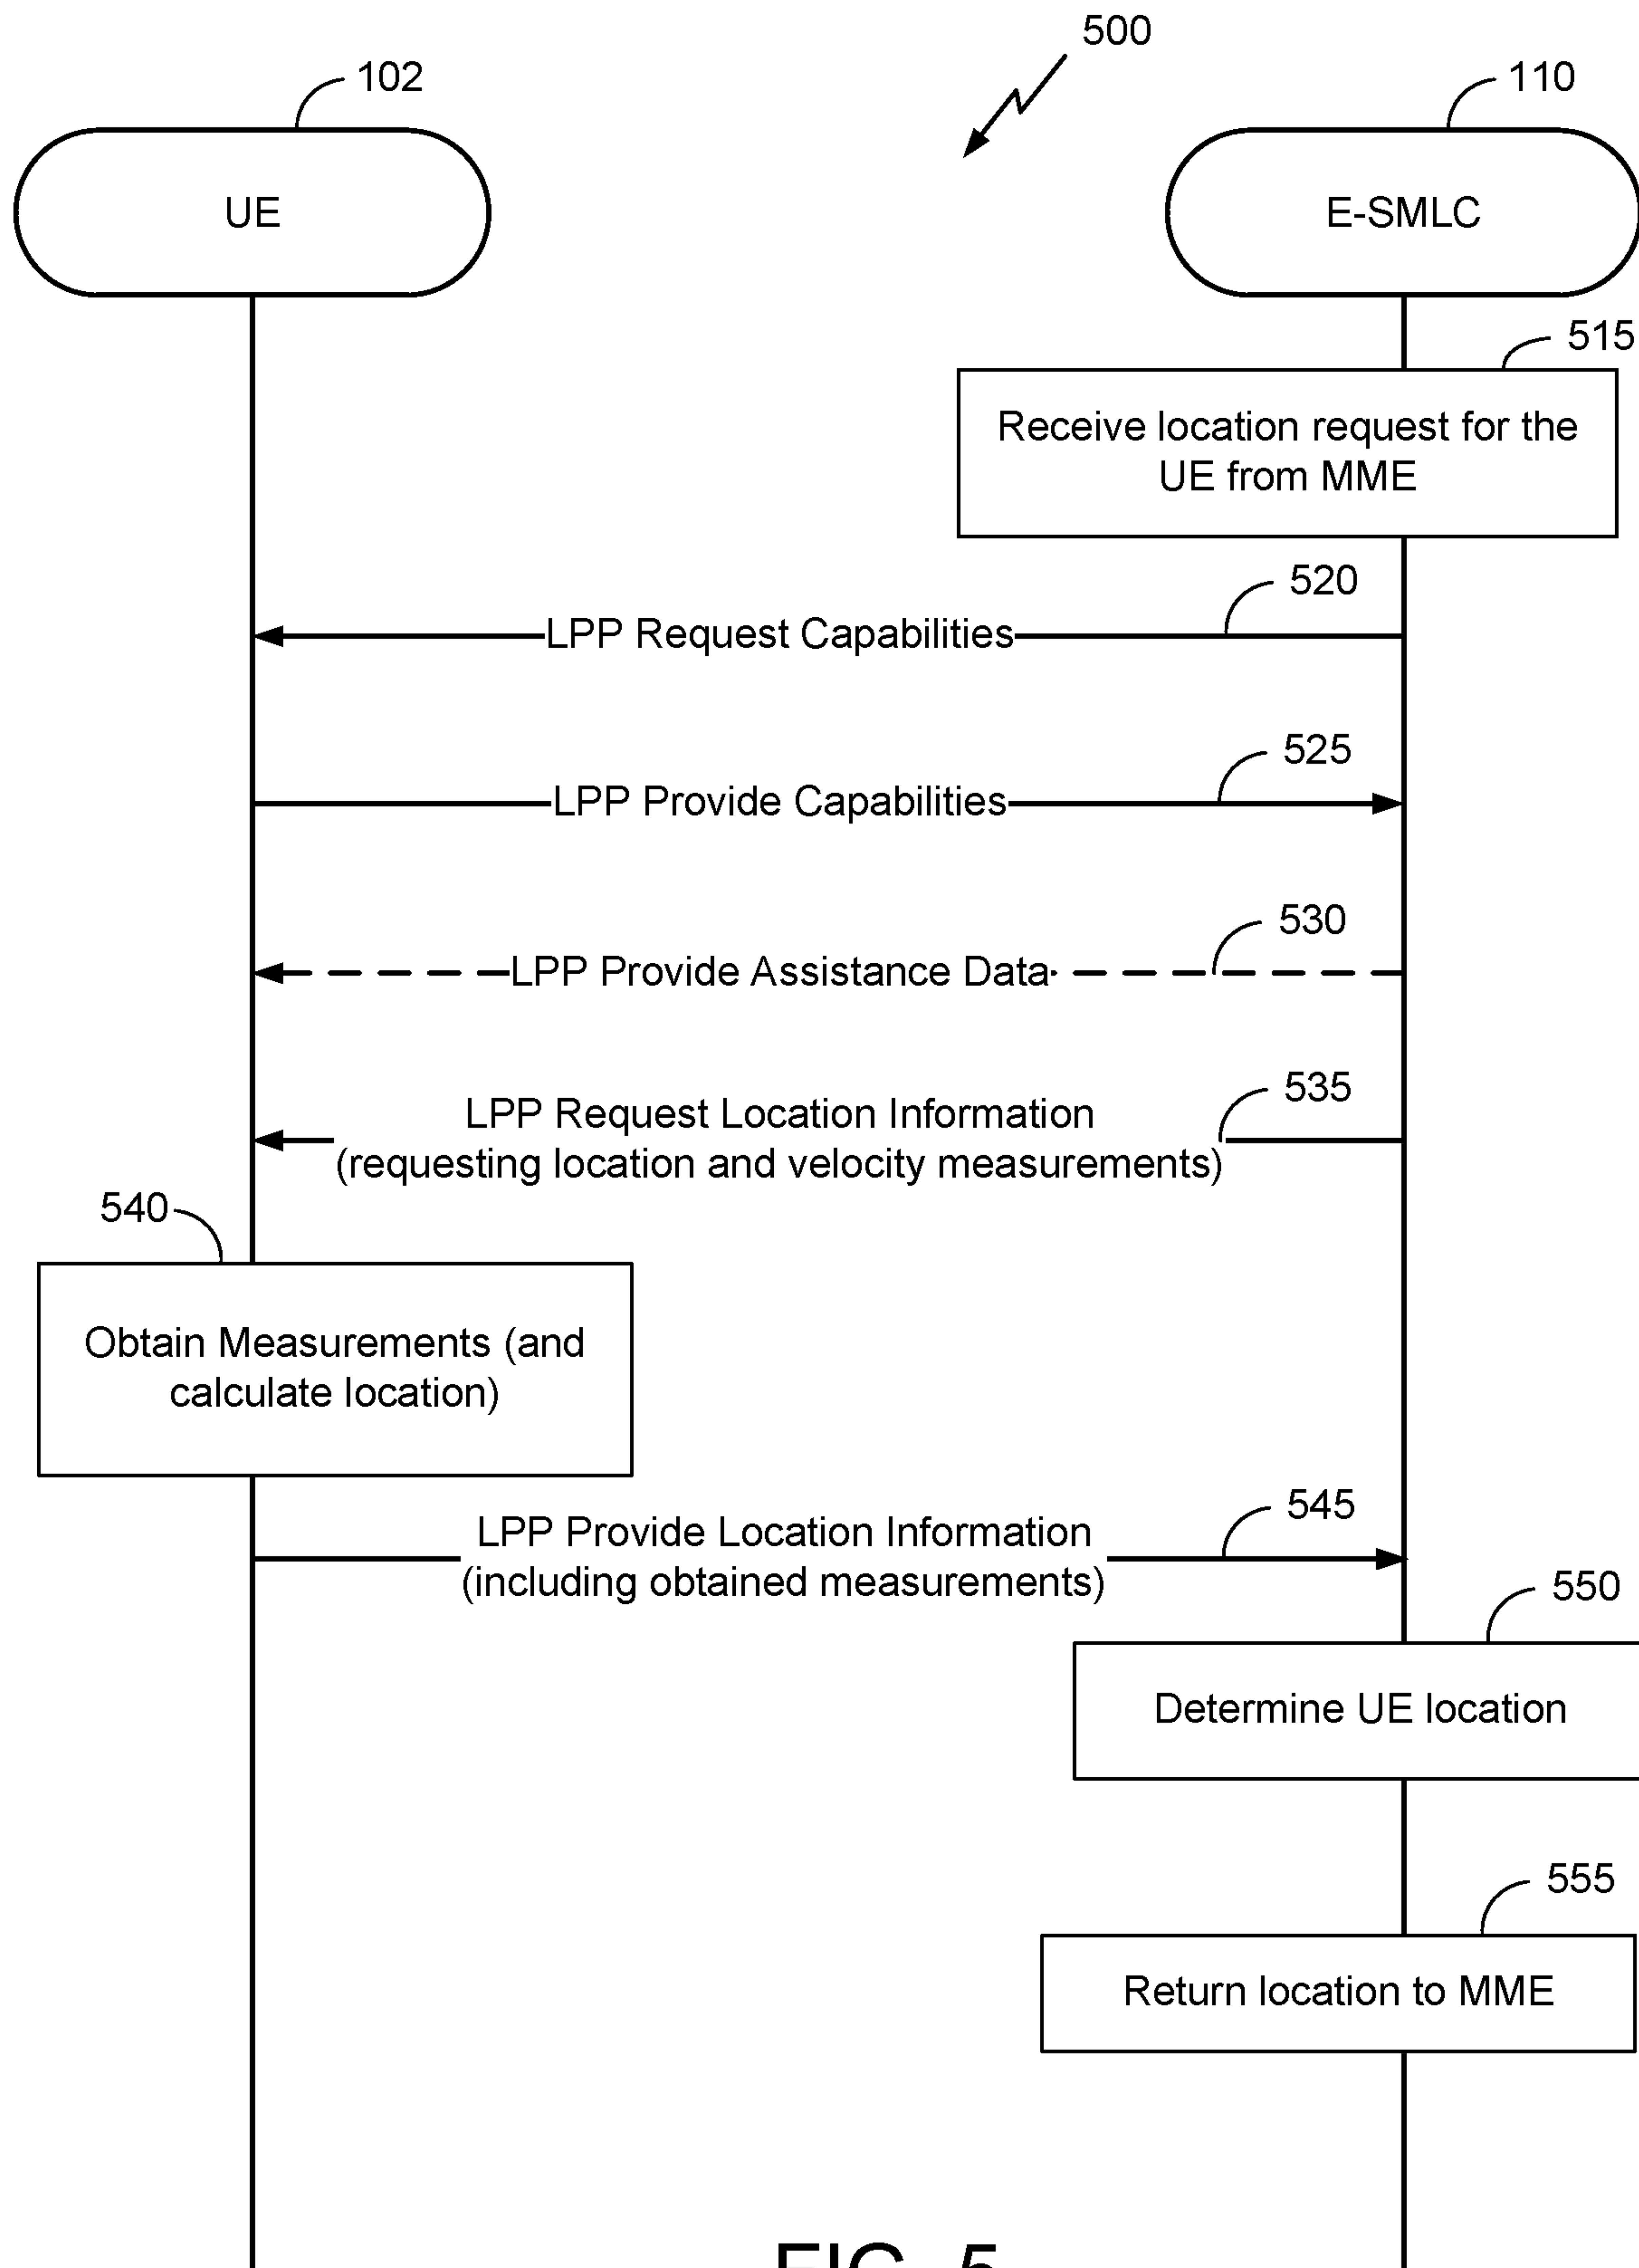 500
102
110
UE
E-SMLC
515
Receive location request for the
UE from MME
520
LPP Request Capabilities
525
LPP Provide Capabilities
530
LPP Provide Assistance Data
535
LPP Request Location Information
(requesting location and velocity measurements)
540
Obtain Measurements (and
calculate location)
545
LPP Provide Location Information
(including obtained measurements)
550
Determine UE location
555
Return location to MME
FIG. 5